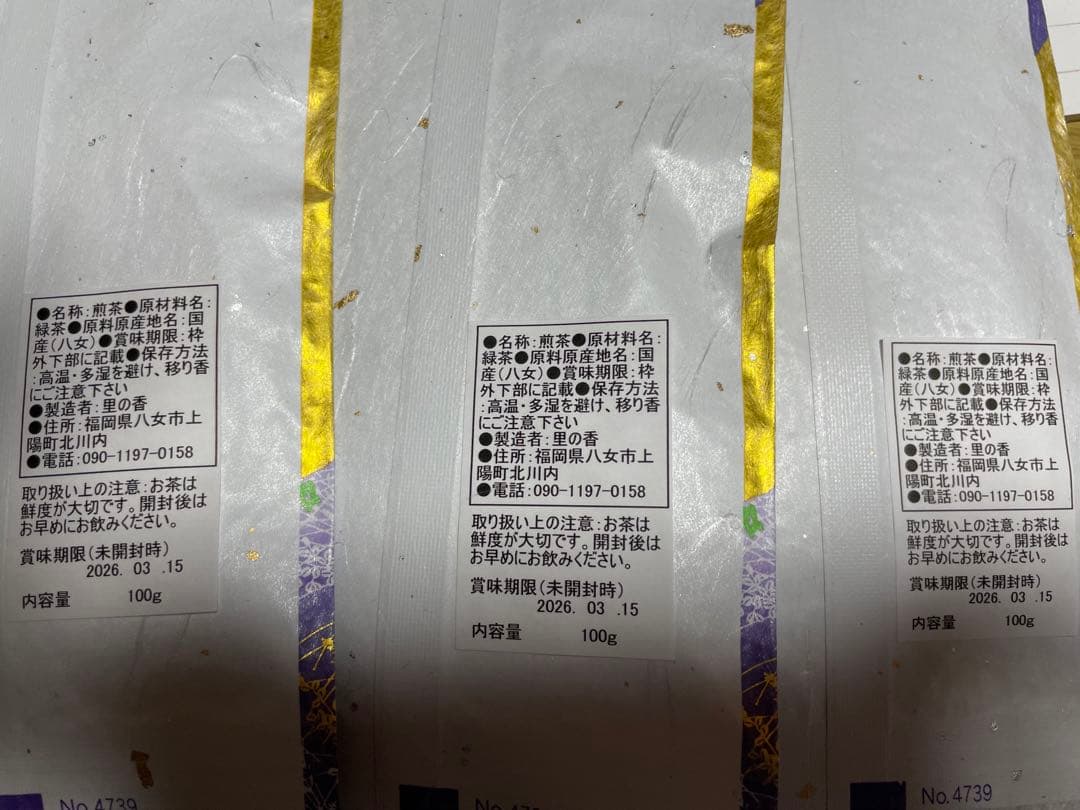 ●名称:煎茶●原材料名:
緑茶●原料原産地名:国
産(八女)●賞味期限:枠
外下部に記載●保存方法
:高温・多湿を避け、移り香
にご注意下さい
●製造者:里の香
●住所:福岡県八女市上
陽町北川内
●電話:090-1197-0158
取り扱い上の注意:お茶は
鮮度が大切です。開封後は
お早めにお飲みください。
賞味期限(未開封時)
2026. 03 .15
内容量 100g
No.4739
●名称:煎茶●原材料名:
緑茶●原料原産地名:国
産(八女)●賞味期限:枠
外下部に記載●保存方法
:高温・多湿を避け、移り香
にご注意下さい
●製造者:里の香
●住所:福岡県八女市上
陽町北川内
●電話:090-1197-0158
取り扱い上の注意:お茶は
鮮度が大切です。開封後は
お早めにお飲みください。
賞味期限(未開封時)
2026. 03 .15
内容量 100g
●名称:煎茶●原材料名:
緑茶●原料原産地名:国
産(八女)●賞味期限:枠
外下部に記載●保存方法
:高温・多湿を避け、移り香
にご注意下さい
●製造者:里の香
●住所:福岡県八女市上
陽町北川内
●電話:090-1197-0158
取り扱い上の注意:お茶は
鮮度が大切です。開封後は
お早めにお飲みください。
賞味期限(未開封時)
2026. 03 .15
内容量 100g
No.4739